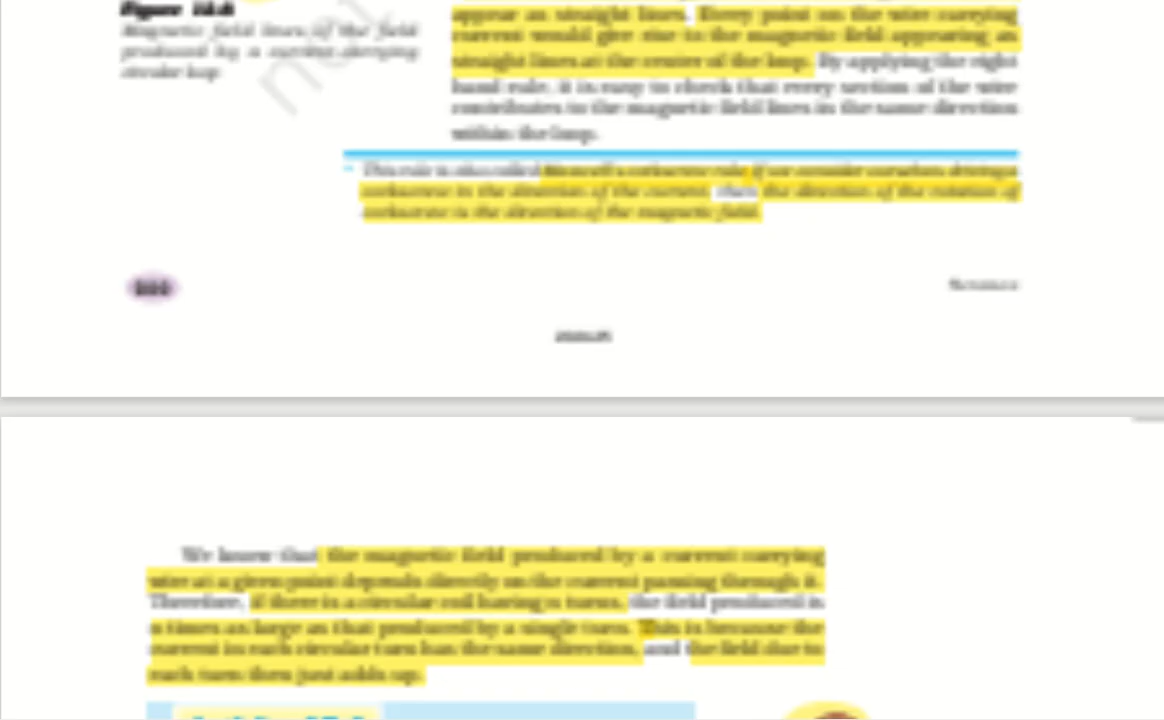 Magnetic field lines of the field
produced by a current-carrying
circular loop
appear as straight lines. Every point on the wire carrying
current would give rise to the magnetic field appearing as
straight lines at the center of the loop. By applying the right
hand rule, it is easy to check that every section of the wire
contributes to the magnetic field lines in the same direction
within the loop.
This rule is also called Maxwell's corkscrew rule. If we consider ourselves driving a
corkscrew in the direction of the current, then the direction of the rotation of
corkscrew is the direction of the magnetic field.
Science
We know that the magnetic field produced by a current-carrying
wire at a given point depends directly on the current passing through it.
Therefore, if there is a circular coil having n turns, the field produced is
n times as large as that produced by a single turn. This is because the
current in each circular turn has the same direction, and the field due to
each turn then just adds up.